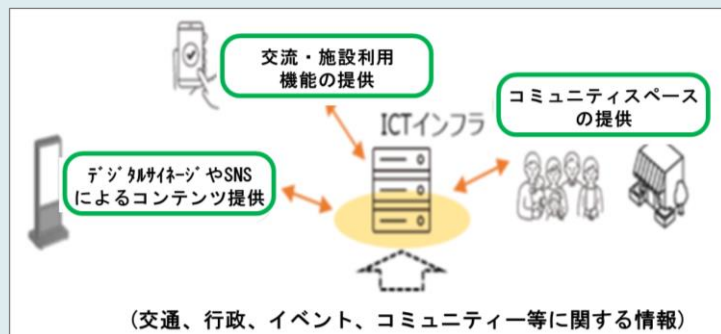 交流・施設利用
機能の提供
コミュニティスペース
の提供
ICTインフラ
ﾃﾞｼﾞﾀﾙｻｲﾈｰｼﾞやSNS
によるコンテンツ提供
(交通、行政、イベント、コミュニティー等に関する情報)